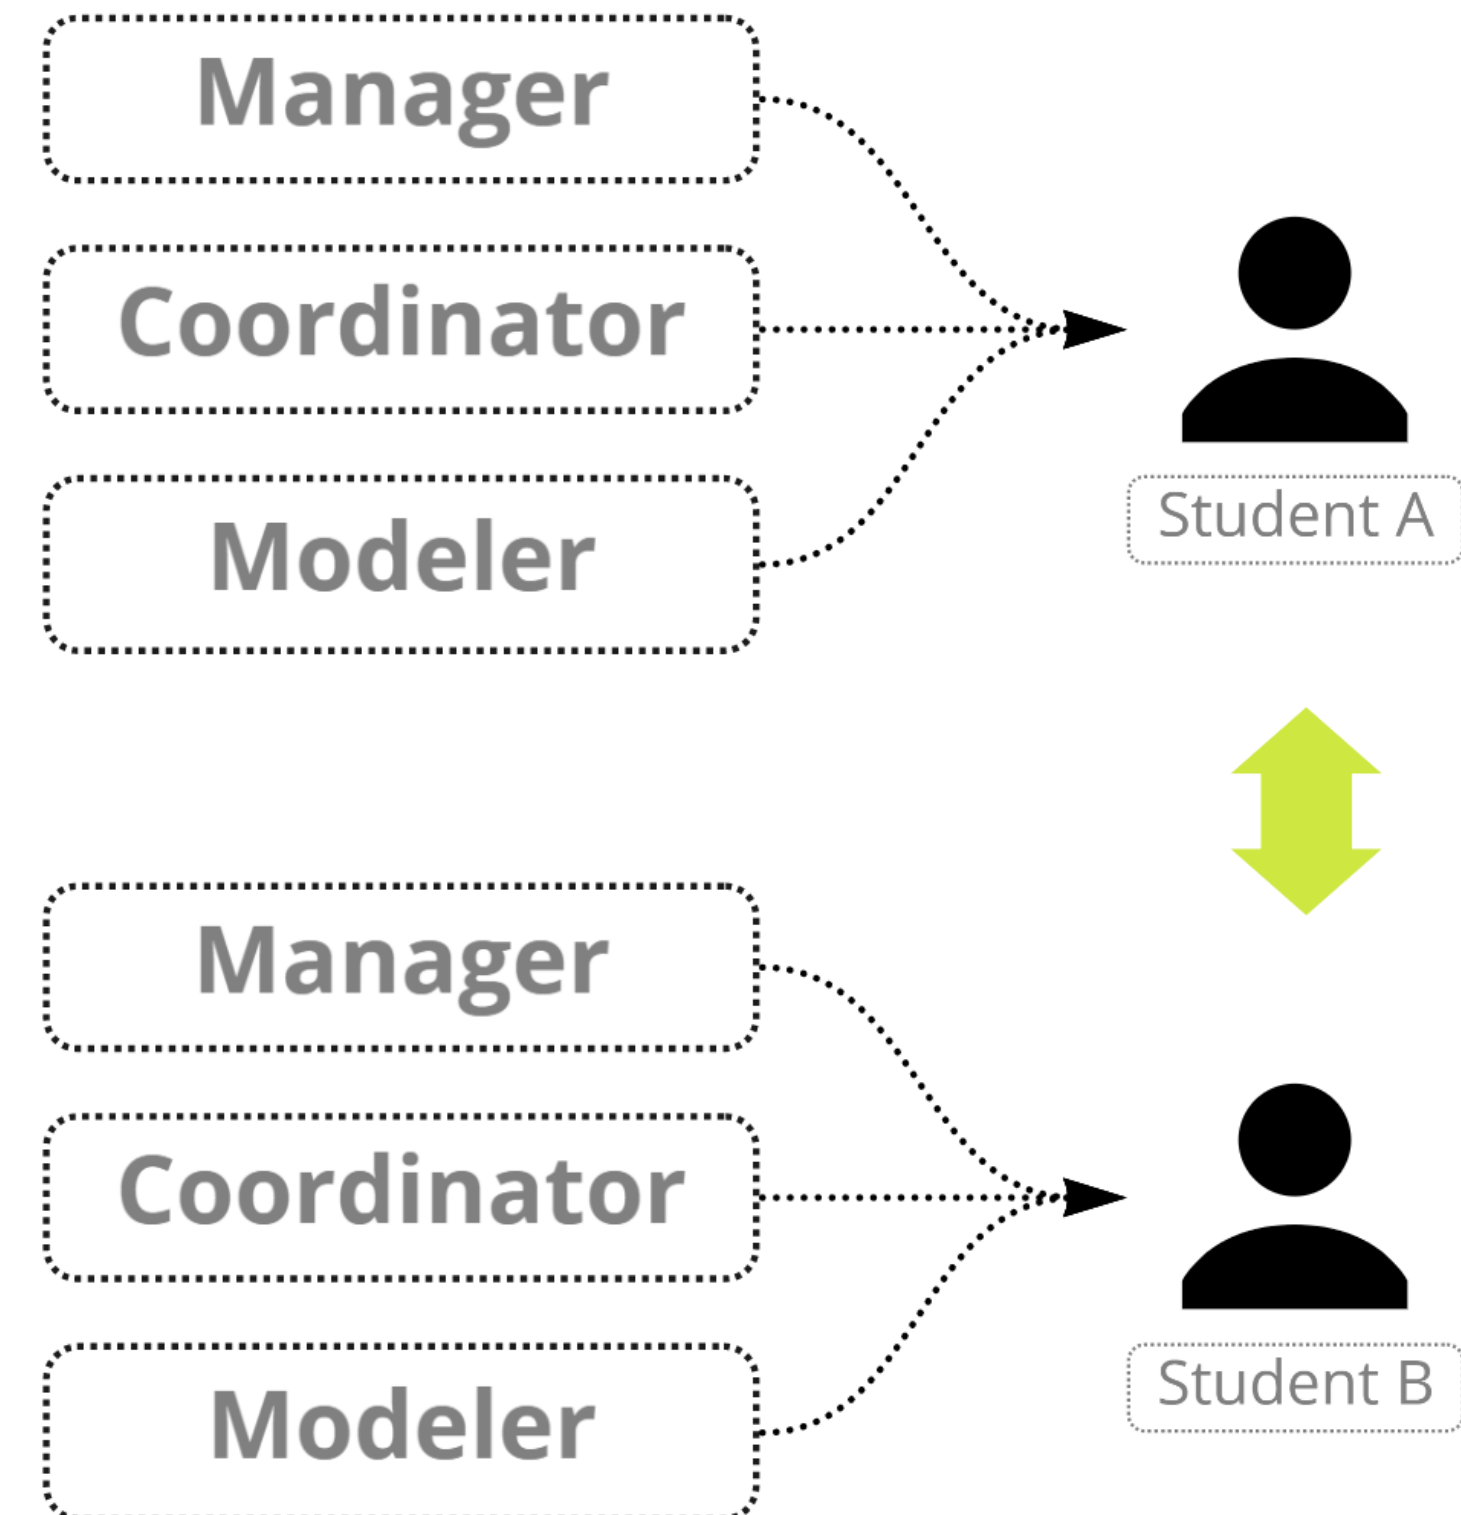 Manager
Coordinator
Modeler
Student A
Manager
Coordinator
Modeler
Student B